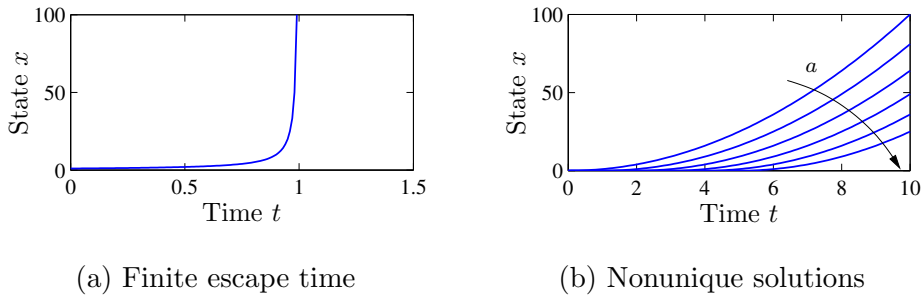 100
50
0
0
0.5
1
1.5
State x
Time t
(a) Finite escape time
100
50
0
0
2
4
6
8
10
State x
Time t
a
(b) Nonunique solutions